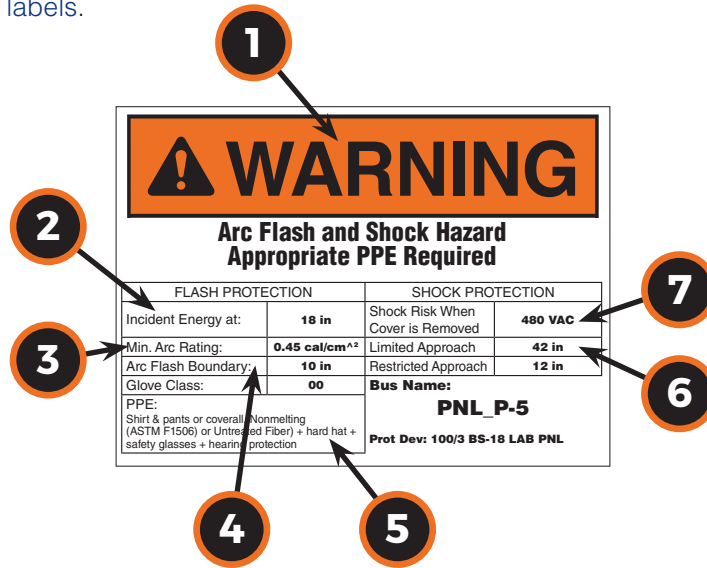 labels.
1
WARNING
Arc Flash and Shock Hazard
Appropriate PPE Required
2
FLASH PROTECTION
SHOCK PROTECTION
Incident Energy at:
18 in
Shock Risk When
Cover is Removed
480 VAC
7
3
Min. Arc Rating:
0.45 cal/cm^²
Limited Approach
42 in
Arc Flash Boundary:
10 in
Restricted Approach
12 in
6
Glove Class:
00
Bus Name:
PNL_P-5
Prot Dev: 100/3 BS-18 LAB PNL
PPE:
Shirt & pants or coverall, Nonmelting
(ASTM F1506) or Untreated Fiber) + hard hat +
safety glasses + hearing protection
4
5